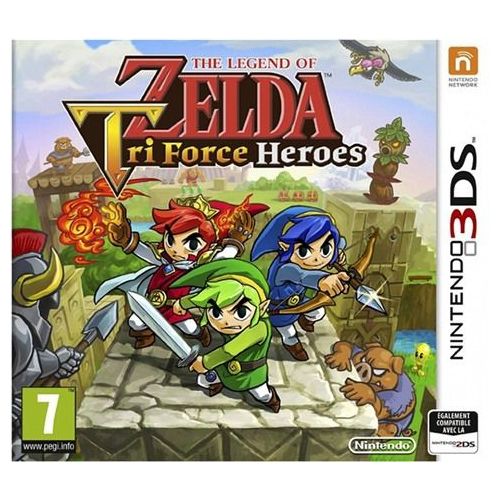 THE LEGEND OF
ZELDA
Tri Force Heroes
NINTENDO
NETWORK
NINTENDO 3DS
7
www.pegi.info
Nintendo
EGALEMENT
COMPATIBLE
AVEC LA
NINTENDO 2DS